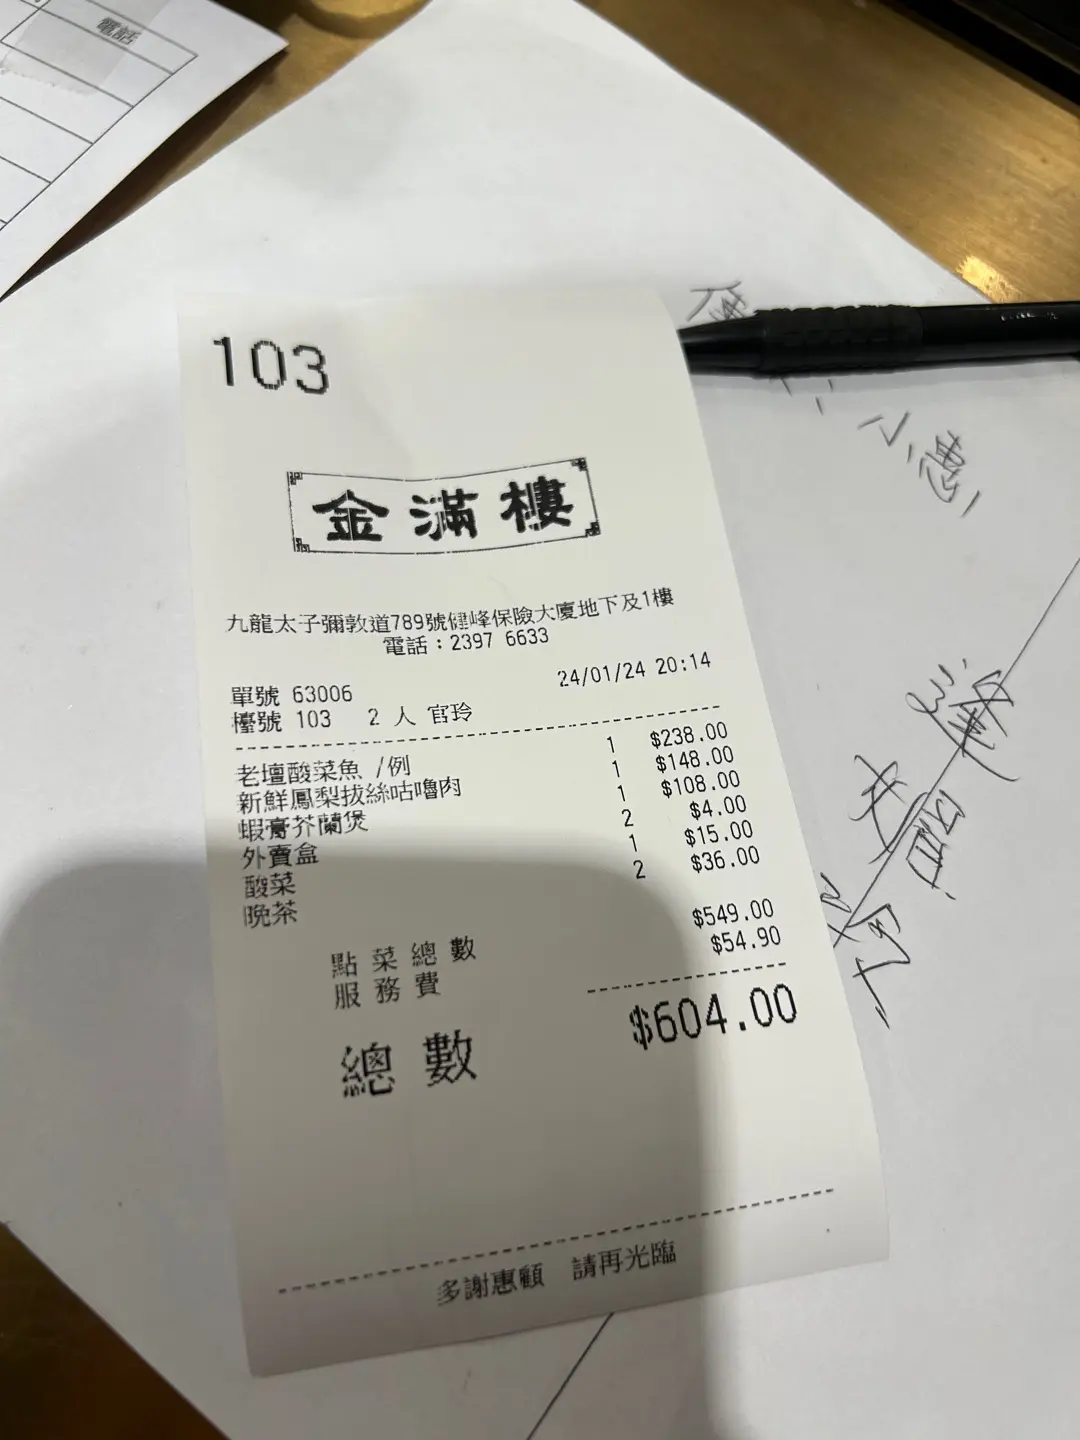 電話
103
金滿樓
九龍太子彌敦道789號健峰保險大廈地下及1樓
電話：2397 6633
單號 63006 24/01/24 20:14
檯號 103 2 人 官玲
老壇酸菜魚 /例 1 $238.00
新鮮鳳梨拔絲咕嚕肉 1 $148.00
蝦膏芥蘭煲 1 $108.00
外賣盒 2 $4.00
酸菜 1 $15.00
晚茶 2 $36.00
點菜總數 $549.00
服務費 $54.90
總數 $604.00
多謝惠顧 請再光臨
小惠